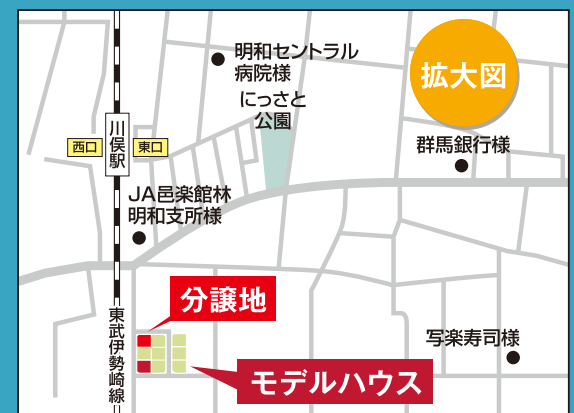 明和セントラル
病院様
にっさと
公園
拡大図
群馬銀行様
西口
川俣駅
東口
JA邑楽館林
明和支所様
分譲地
東武伊勢崎線
写楽寿司様
モデルハウス